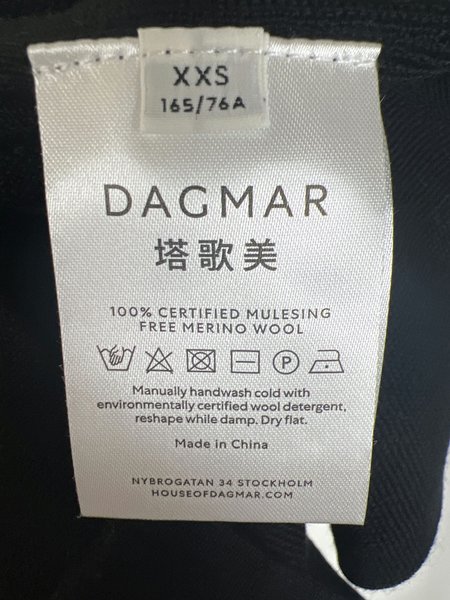 XXS
165/76A
DAGMAR
塔歌美
100% CERTIFIED MULESING
FREE MERINO WOOL
P
Manually handwash cold with
environmentally certified wool detergent,
reshape while damp. Dry flat.
Made in China
NYBROGATAN 34 STOCKHOLM
HOUSEOFDAGMAR.COM